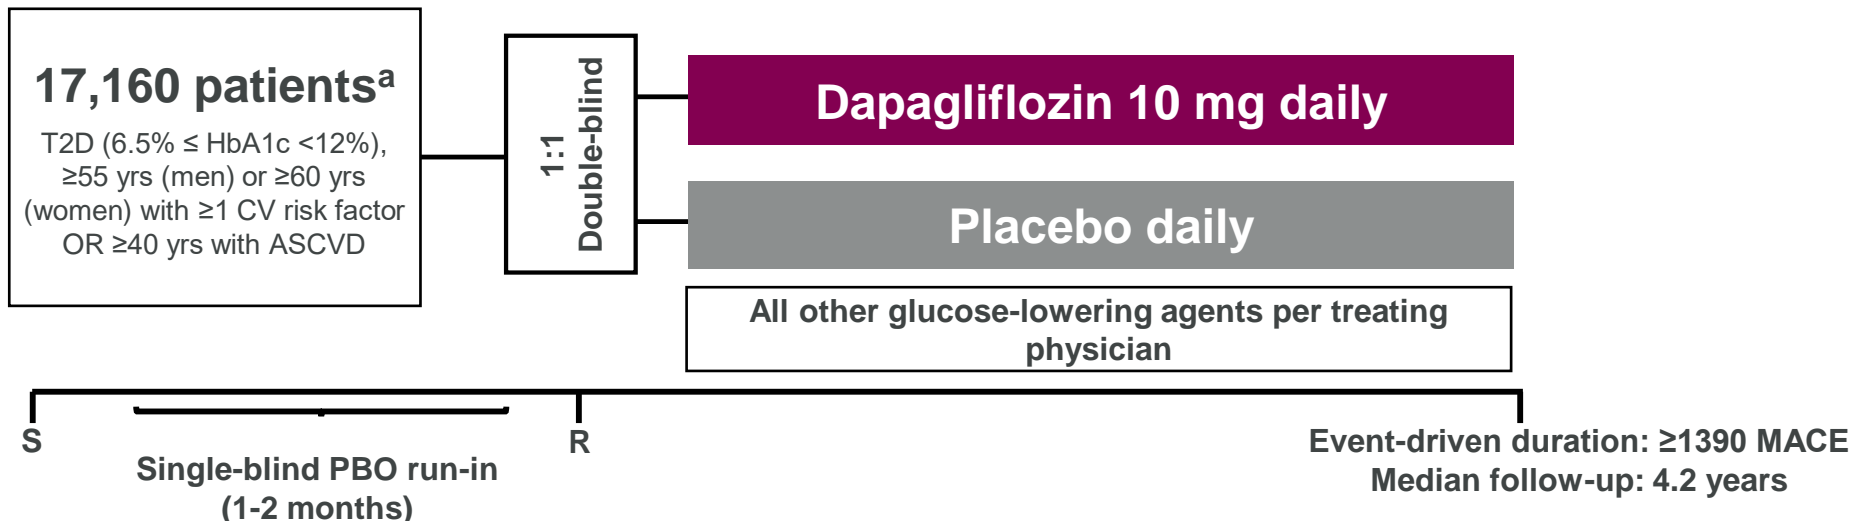 17,160 patientsᵃ
T2D (6.5% ≤ HbA1c <12%),
≥55 yrs (men) or ≥60 yrs
(women) with ≥1 CV risk factor
OR ≥40 yrs with ASCVD
1:1
Double-blind
Dapagliflozin 10 mg daily
Placebo daily
All other glucose-lowering agents per treating
physician
S
R
Single-blind PBO run-in
(1-2 months)
Event-driven duration: ≥1390 MACE
Median follow-up: 4.2 years